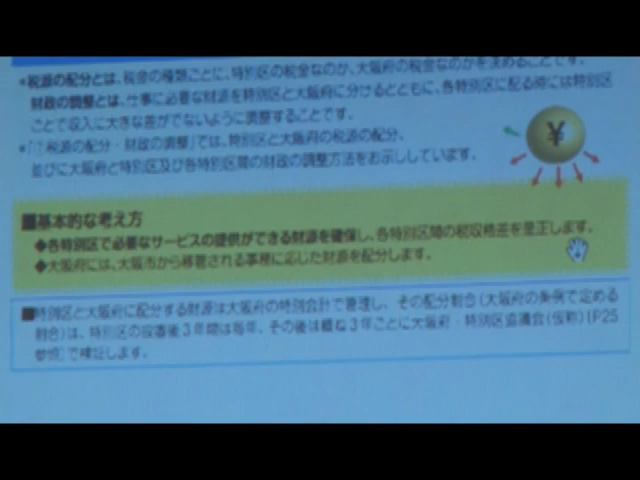 *税源の配分とは、税金の種類ごとに、特別区の税金なのか、大阪府の税金なのかを決めることです。
財政の調整とは、仕事に必要な財源を特別区と大阪府に分けるとともに、各特別区に配る時には特別区
ことで収入に大きな差がでないように調整することです。
*「7税源の配分・財政の調整」では、特別区と大阪府の税源の配分、
並びに大阪府と特別区及び各特別区間の財政の調整方法をお示ししています。
¥
■基本的な考え方
◆各特別区で必要なサービスの提供ができる財源を確保し、各特別区間の税収格差を是正します。
◆大阪府には、大阪市から移管される事務に応じた財源を配分します。
■特別区と大阪府に配分する財源は大阪府の特別会計で管理し、その配分割合(大阪府の条例で定める
割合)は、特別区の設置後3年間は毎年、その後は概ね3年ごとに大阪府・特別区協議会(仮称)[P25
参照]で検証します。